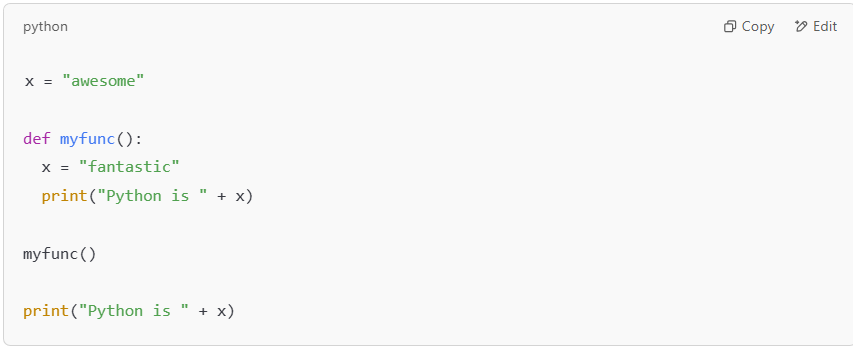 python
Copy
Edit
x = "awesome"
def myfunc():
  x = "fantastic"
  print("Python is " + x)
myfunc()
print("Python is " + x)